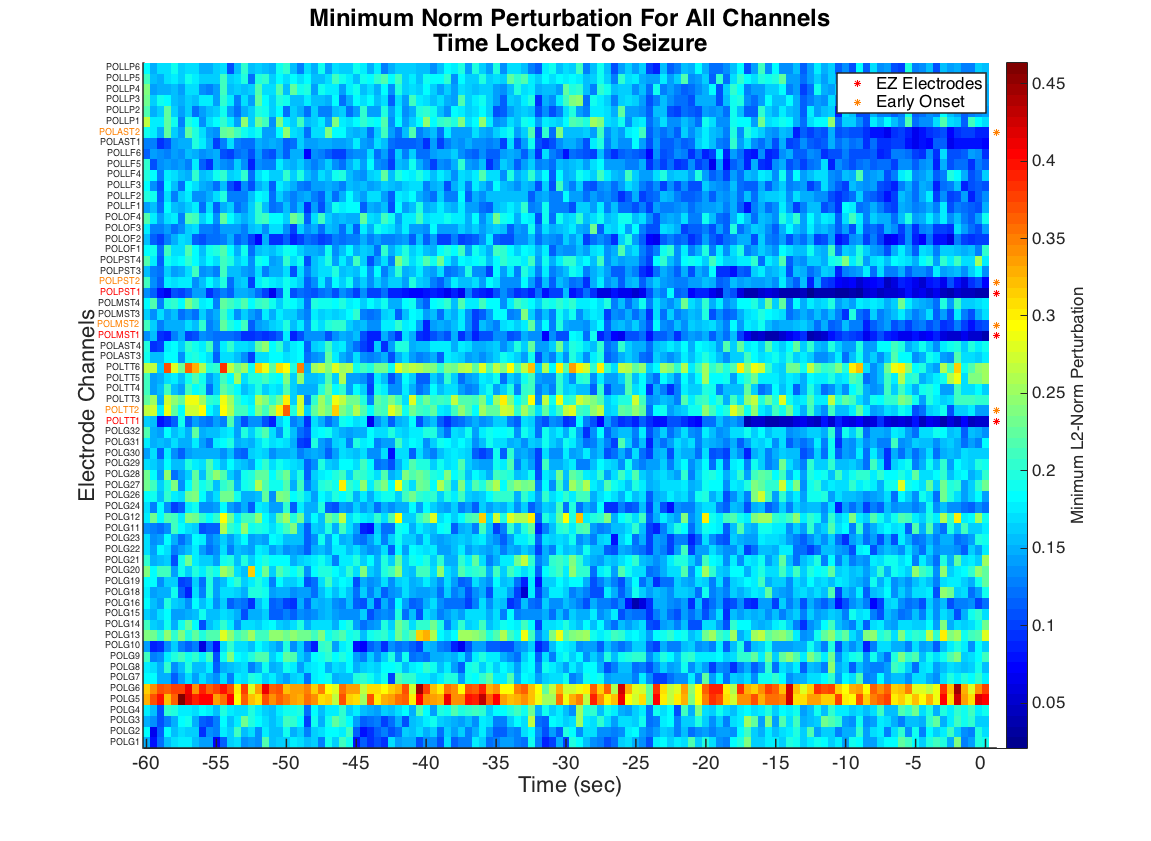 Minimum Norm Perturbation For All Channels
Time Locked To Seizure
EZ Electrodes
Early Onset
Electrode Channels
POLLP6
POLLP5
POLLP4
POLLP3
POLLP2
POLLP1
POLAST2
POLAST1
POLLF6
POLLF5
POLLF4
POLLF3
POLLF2
POLLF1
POLOF4
POLOF3
POLOF2
POLOF1
POLPST4
POLPST3
POLPST2
POLPST1
POLMST4
POLMST3
POLMST2
POLMST1
POLAST4
POLAST3
POLTT6
POLTT5
POLTT4
POLTT3
POLTT2
POLTT1
POLG32
POLG31
POLG30
POLG29
POLG28
POLG27
POLG26
POLG24
POLG12
POLG11
POLG23
POLG22
POLG21
POLG20
POLG19
POLG18
POLG16
POLG15
POLG14
POLG13
POLG10
POLG9
POLG8
POLG7
POLG6
POLG5
POLG4
POLG3
POLG2
POLG1
-60 -55 -50 -45 -40 -35 -30 -25 -20 -15 -10 -5 0
Time (sec)
0.45
0.4
0.35
0.3
0.25
0.2
0.15
0.1
0.05
Minimum L2-Norm Perturbation